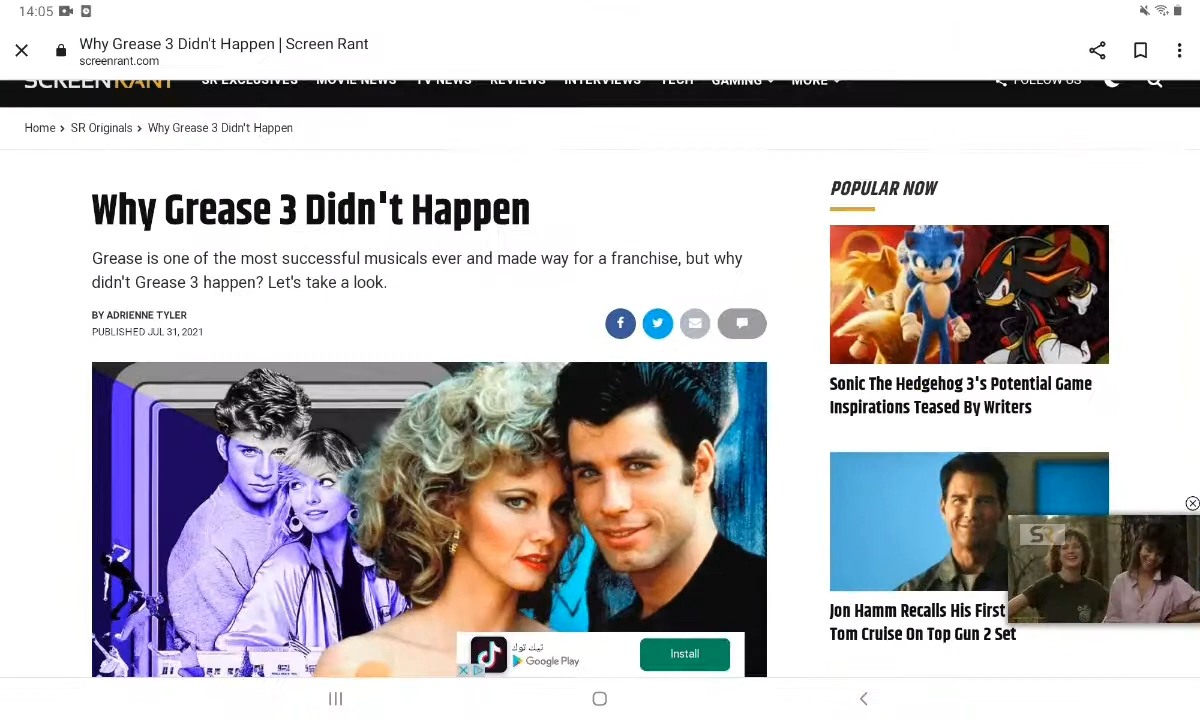 14:05
Why Grease 3 Didn't Happen | Screen Rant
screenrant.com
SCREENRANT SR EXCLUSIVES MOVIE NEWS TV NEWS REVIEWS INTERVIEWS TECH GAMING MORE FOLLOW US
Home › SR Originals › Why Grease 3 Didn't Happen
Why Grease 3 Didn't Happen
Grease is one of the most successful musicals ever and made way for a franchise, but why
didn't Grease 3 happen? Let's take a look.
BY ADRIENNE TYLER
PUBLISHED JUL 31, 2021
POPULAR NOW
Sonic The Hedgehog 3's Potential Game
Inspirations Teased By Writers
Jon Hamm Recalls His First
Tom Cruise On Top Gun 2 Set
SR
تيك توك
Google Play
Install